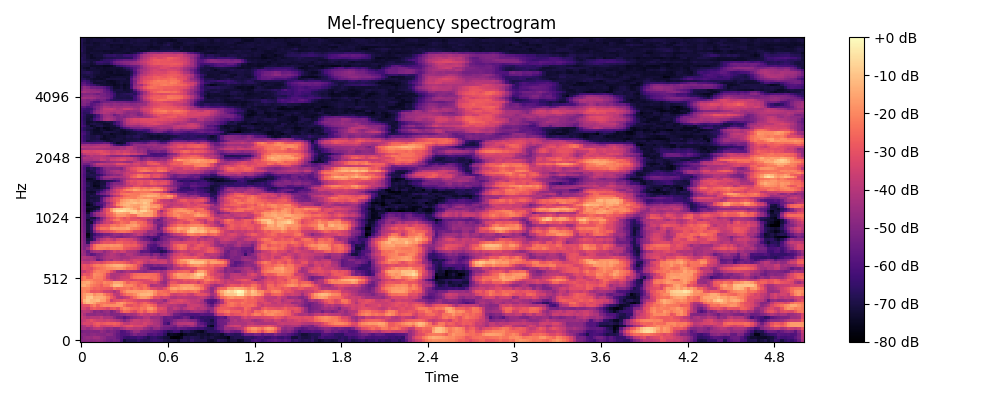 Mel-frequency spectrogram
Hz
4096
2048
1024
512
0
0 0.6 1.2 1.8 2.4 3 3.6 4.2 4.8
Time
+0 dB
-10 dB
-20 dB
-30 dB
-40 dB
-50 dB
-60 dB
-70 dB
-80 dB